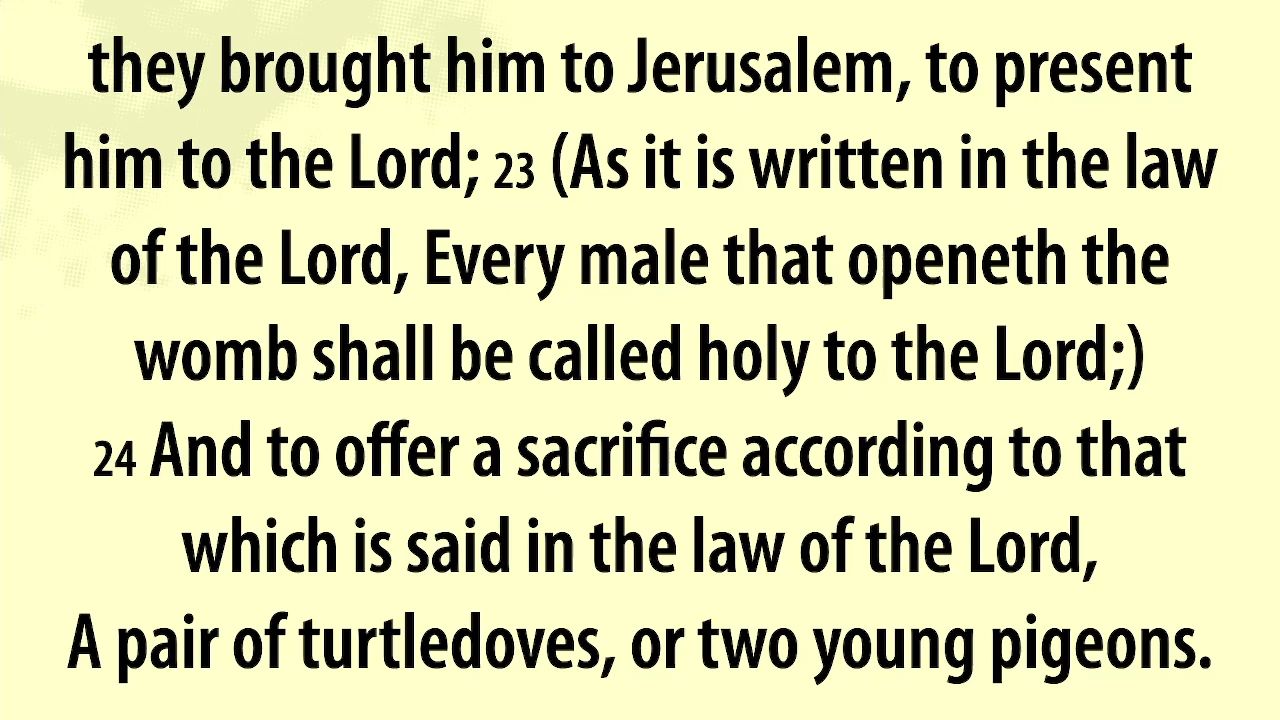 they brought him to Jerusalem, to present
him to the Lord; 23 (As it is written in the law
of the Lord, Every male that openeth the
womb shall be called holy to the Lord;)
24 And to offer a sacrifice according to that
which is said in the law of the Lord,
A pair of turtledoves, or two young pigeons.